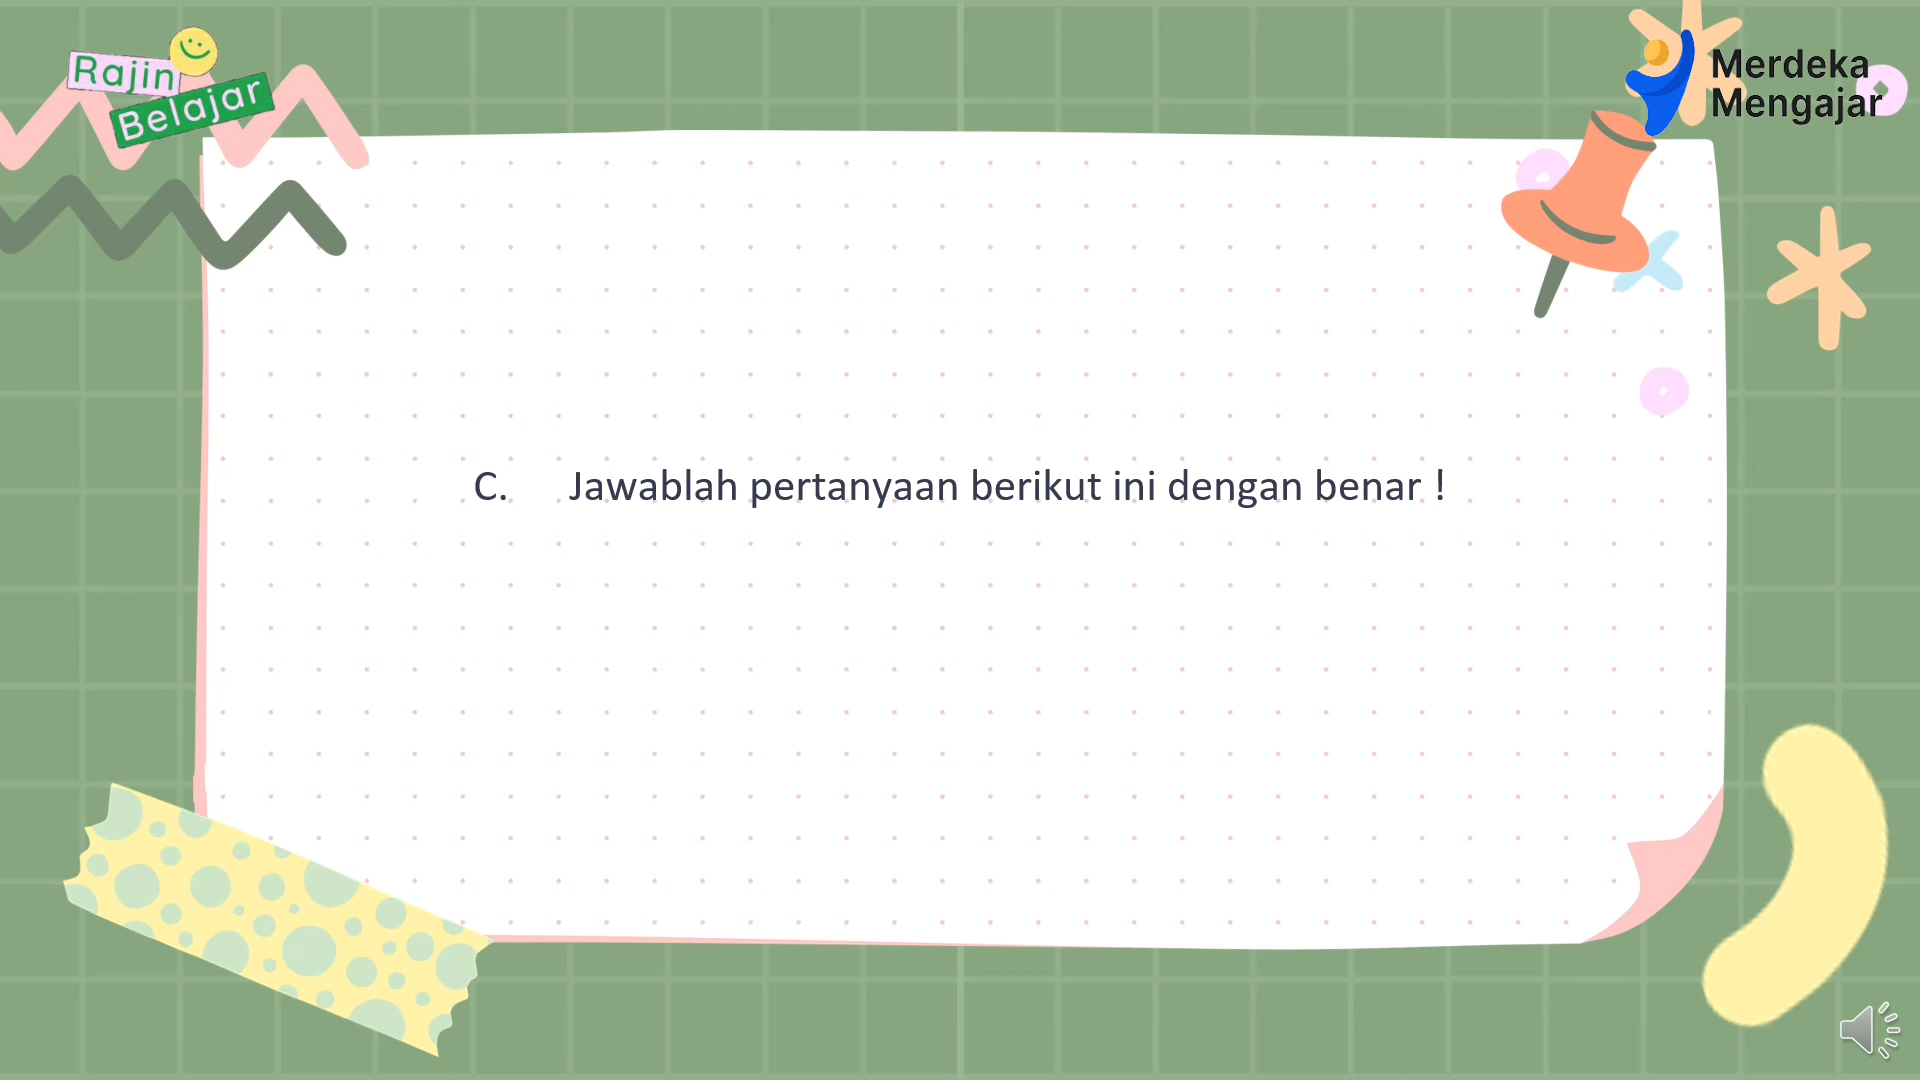 Rajin
Belajar
Merdeka
Mengajar
C. Jawablah pertanyaan berikut ini dengan benar !